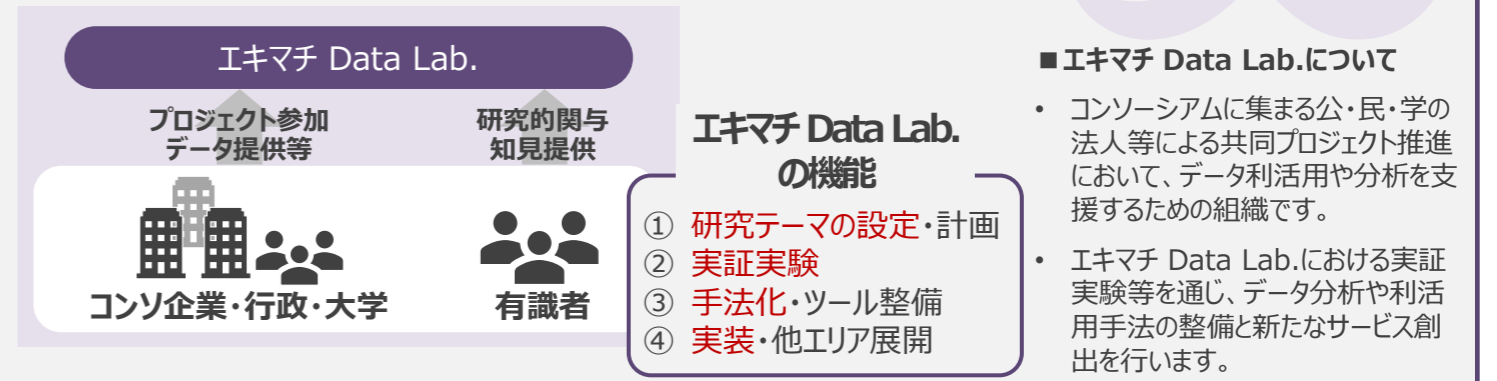 エキマチ Data Lab.
プロジェクト参加
データ提供等
研究的関与
知見提供
コンソ企業・行政・大学
有識者
エキマチ Data Lab.
の機能
① 研究テーマの設定・計画
② 実証実験
③ 手法化・ツール整備
④ 実装・他エリア展開
■エキマチ Data Lab.について
• コンソーシアムに集まる公・民・学の
法人等による共同プロジェクト推進
において、データ利活用や分析を支
援するための組織です。
• エキマチ Data Lab.における実証
実験等を通じ、データ分析や利活
用手法の整備と新たなサービス創
出を行います。